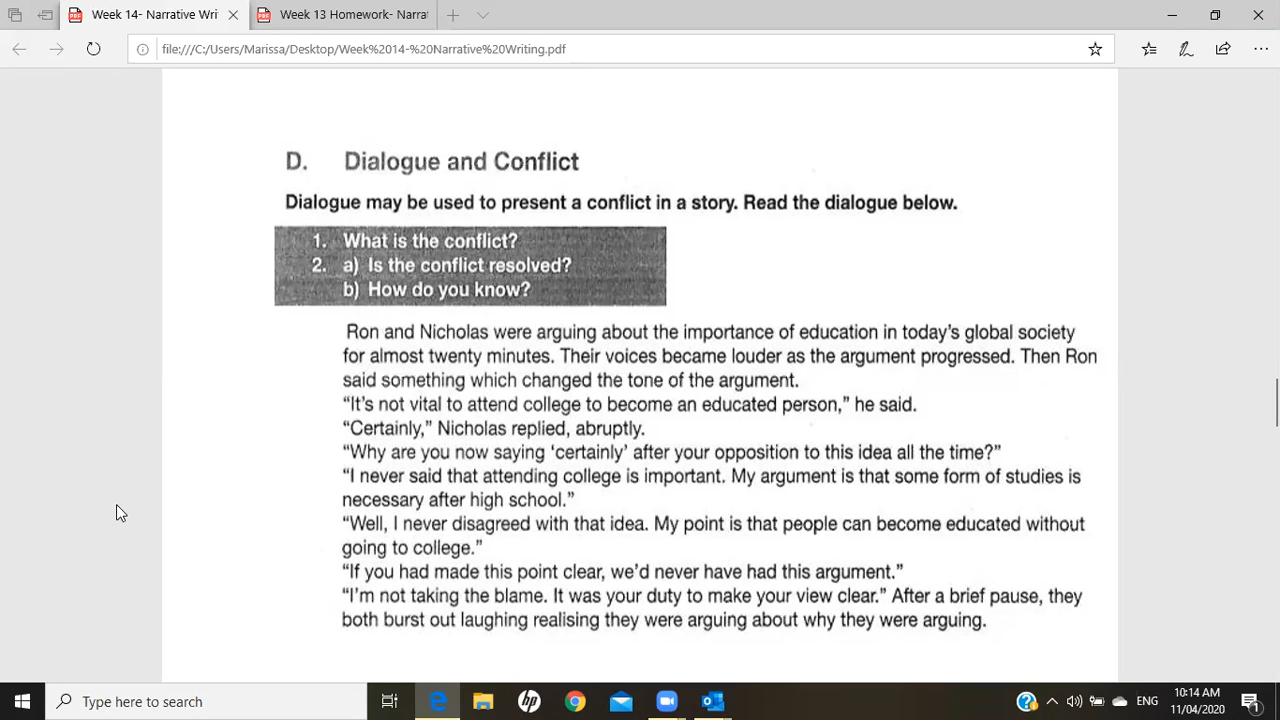 Week 14- Narrative Wri
Week 13 Homework- Narrat
file:///C:/Users/Marissa/Desktop/Week%2014-%20Narrative%20Writing.pdf
D. Dialogue and Conflict
Dialogue may be used to present a conflict in a story. Read the dialogue below.
1. What is the conflict?
2. a) Is the conflict resolved?
b) How do you know?
Ron and Nicholas were arguing about the importance of education in today's global society
for almost twenty minutes. Their voices became louder as the argument progressed. Then Ron
said something which changed the tone of the argument.
“It's not vital to attend college to become an educated person,” he said.
“Certainly,” Nicholas replied, abruptly.
“Why are you now saying ‘certainly’ after your opposition to this idea all the time?”
“I never said that attending college is important. My argument is that some form of studies is
necessary after high school.”
“Well, I never disagreed with that idea. My point is that people can become educated without
going to college.”
“If you had made this point clear, we'd never have had this argument.”
“I'm not taking the blame. It was your duty to make your view clear.” After a brief pause, they
both burst out laughing realising they were arguing about why they were arguing.
Type here to search
ENG
10:14 AM
11/04/2020